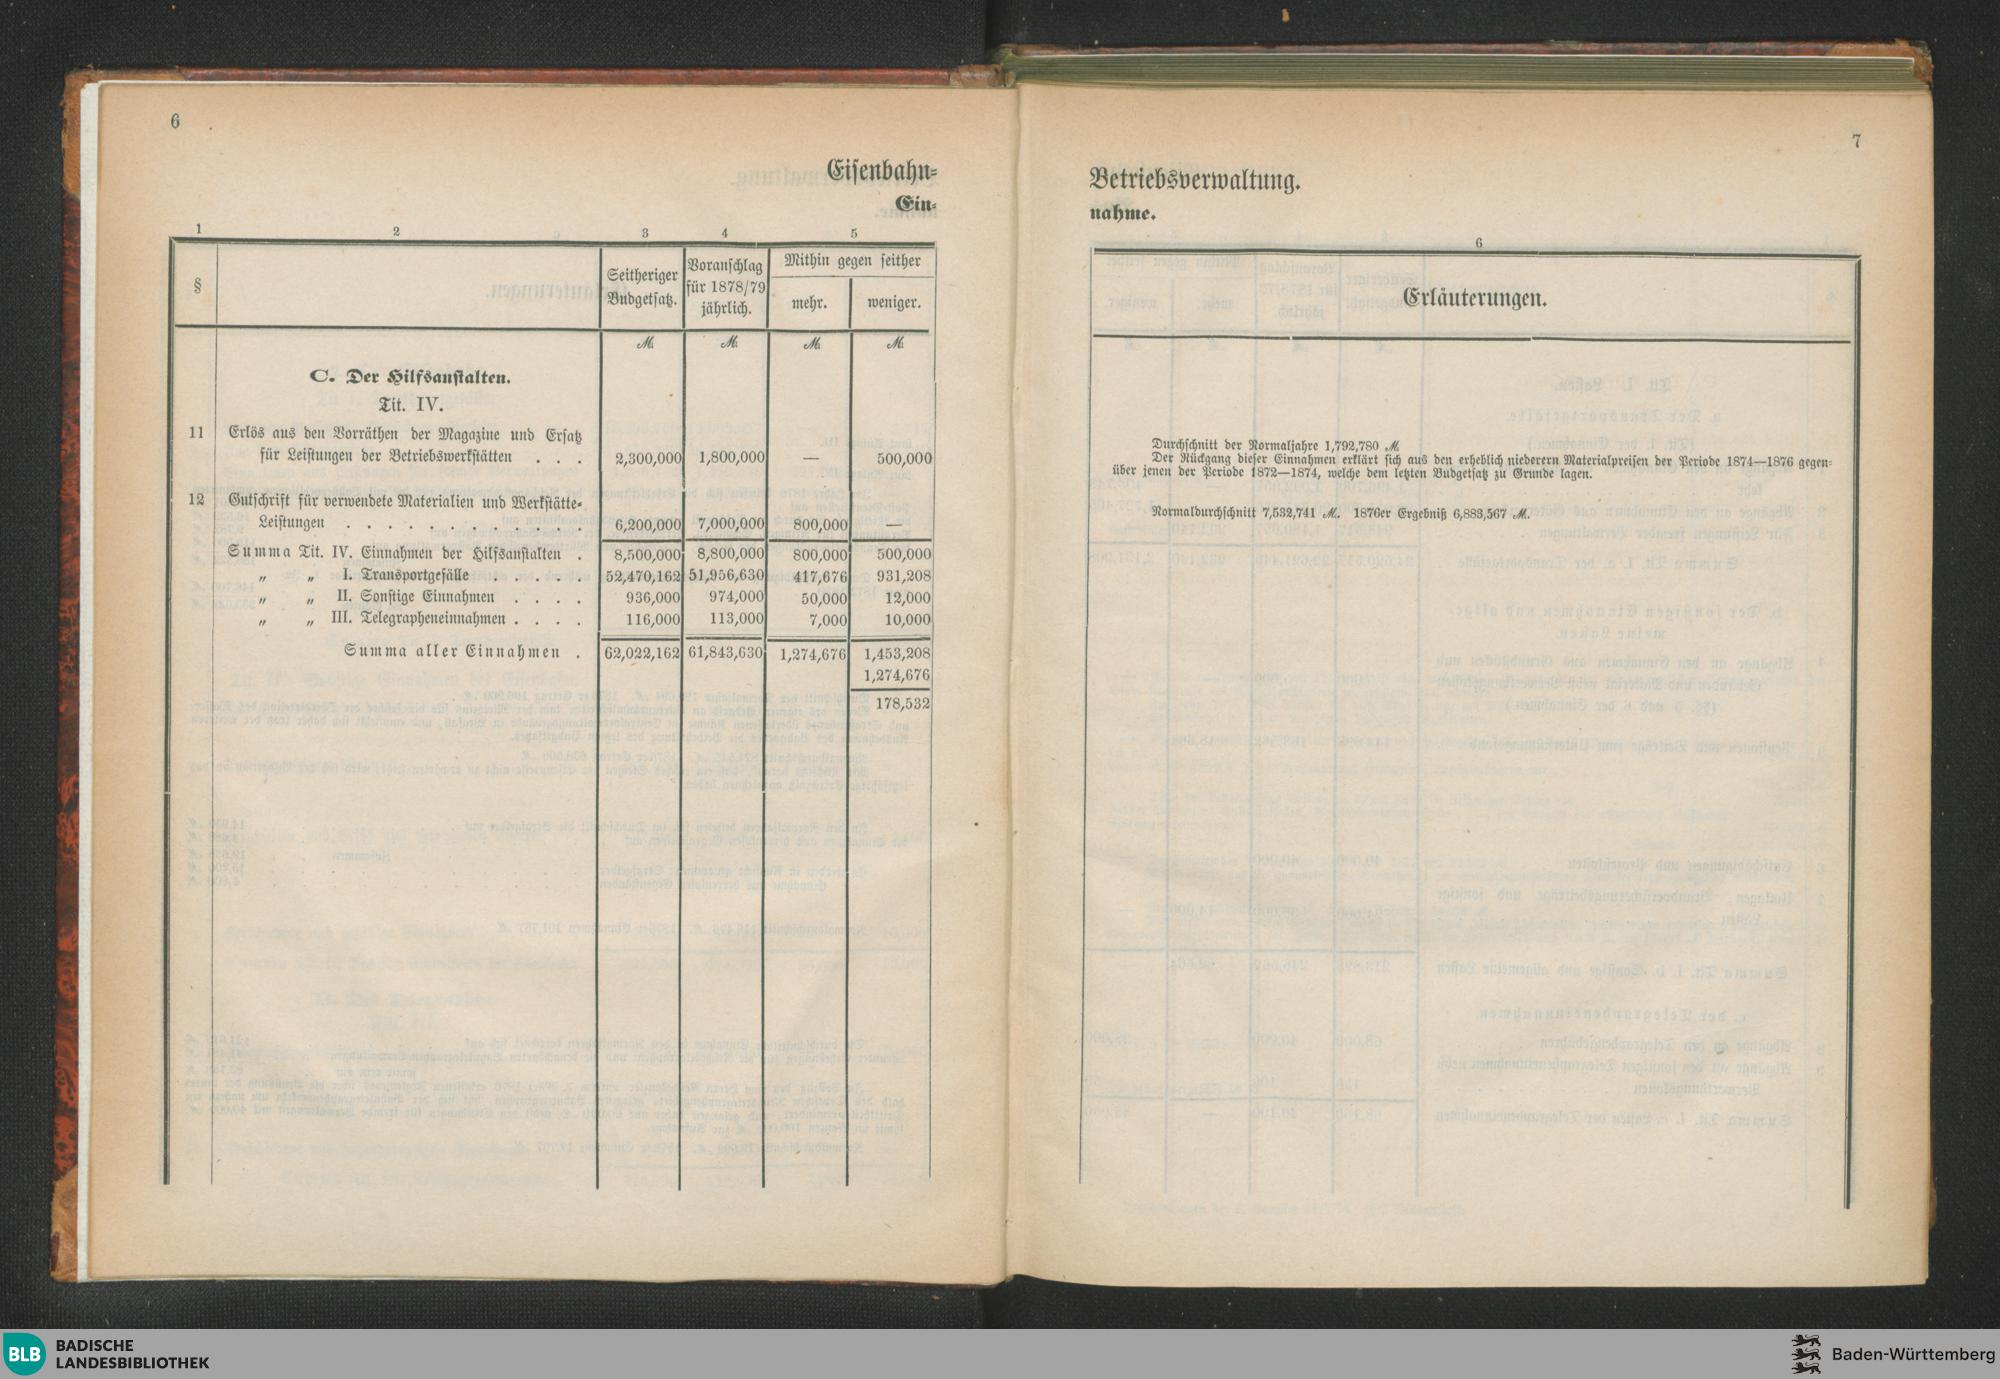 6
Eisenbahn-
Ein-
1 2 3 4 5
§
Seitheriger Budgetsatz.
Voranschlag für 1878/79 jährlich.
Mithin gegen seither
mehr. weniger.
M. M. M. M.
C. Der Hilfsanstalten.
Tit. IV.
11 Erlös aus den Vorräthen der Magazine und Ersatz
für Leistungen der Betriebswerkstätten . . . 2,300,000 1,800,000 — 500,000
12 Gutschrift für verwendete Materialien und Werkstätte-
Leistungen . . . . . . . . . . . . 6,200,000 7,000,000 800,000 —
Summa Tit. IV. Einnahmen der Hilfsanstalten . 8,500,000 8,800,000 800,000 500,000
„ „ I. Transportgefälle . . . . . 52,470,162 51,956,630 417,676 931,208
„ „ II. Sonstige Einnahmen . . . . 936,000 974,000 50,000 12,000
„ „ III. Telegrapheneinnahmen . . . . 116,000 113,000 7,000 10,000
Summa aller Einnahmen . 62,022,162 61,843,630 1,274,676 1,453,208
1,274,676
178,532
7
Betriebsverwaltung.
nahme.
6
Erläuterungen.
Durchschnitt der Normaljahre 1,792,780 M.
Der Rückgang dieser Einnahmen erklärt sich aus den erheblich niederern Materialpreisen der Periode 1874—1876 gegen-
über jenen der Periode 1872—1874, welche dem letzten Budgetsatz zu Grunde lagen.
Normaldurchschnitt 7,532,741 M. 1876er Ergebniß 6,883,567 M.
BLB BADISCHE
LANDESBIBLIOTHEK
Baden-Württemberg